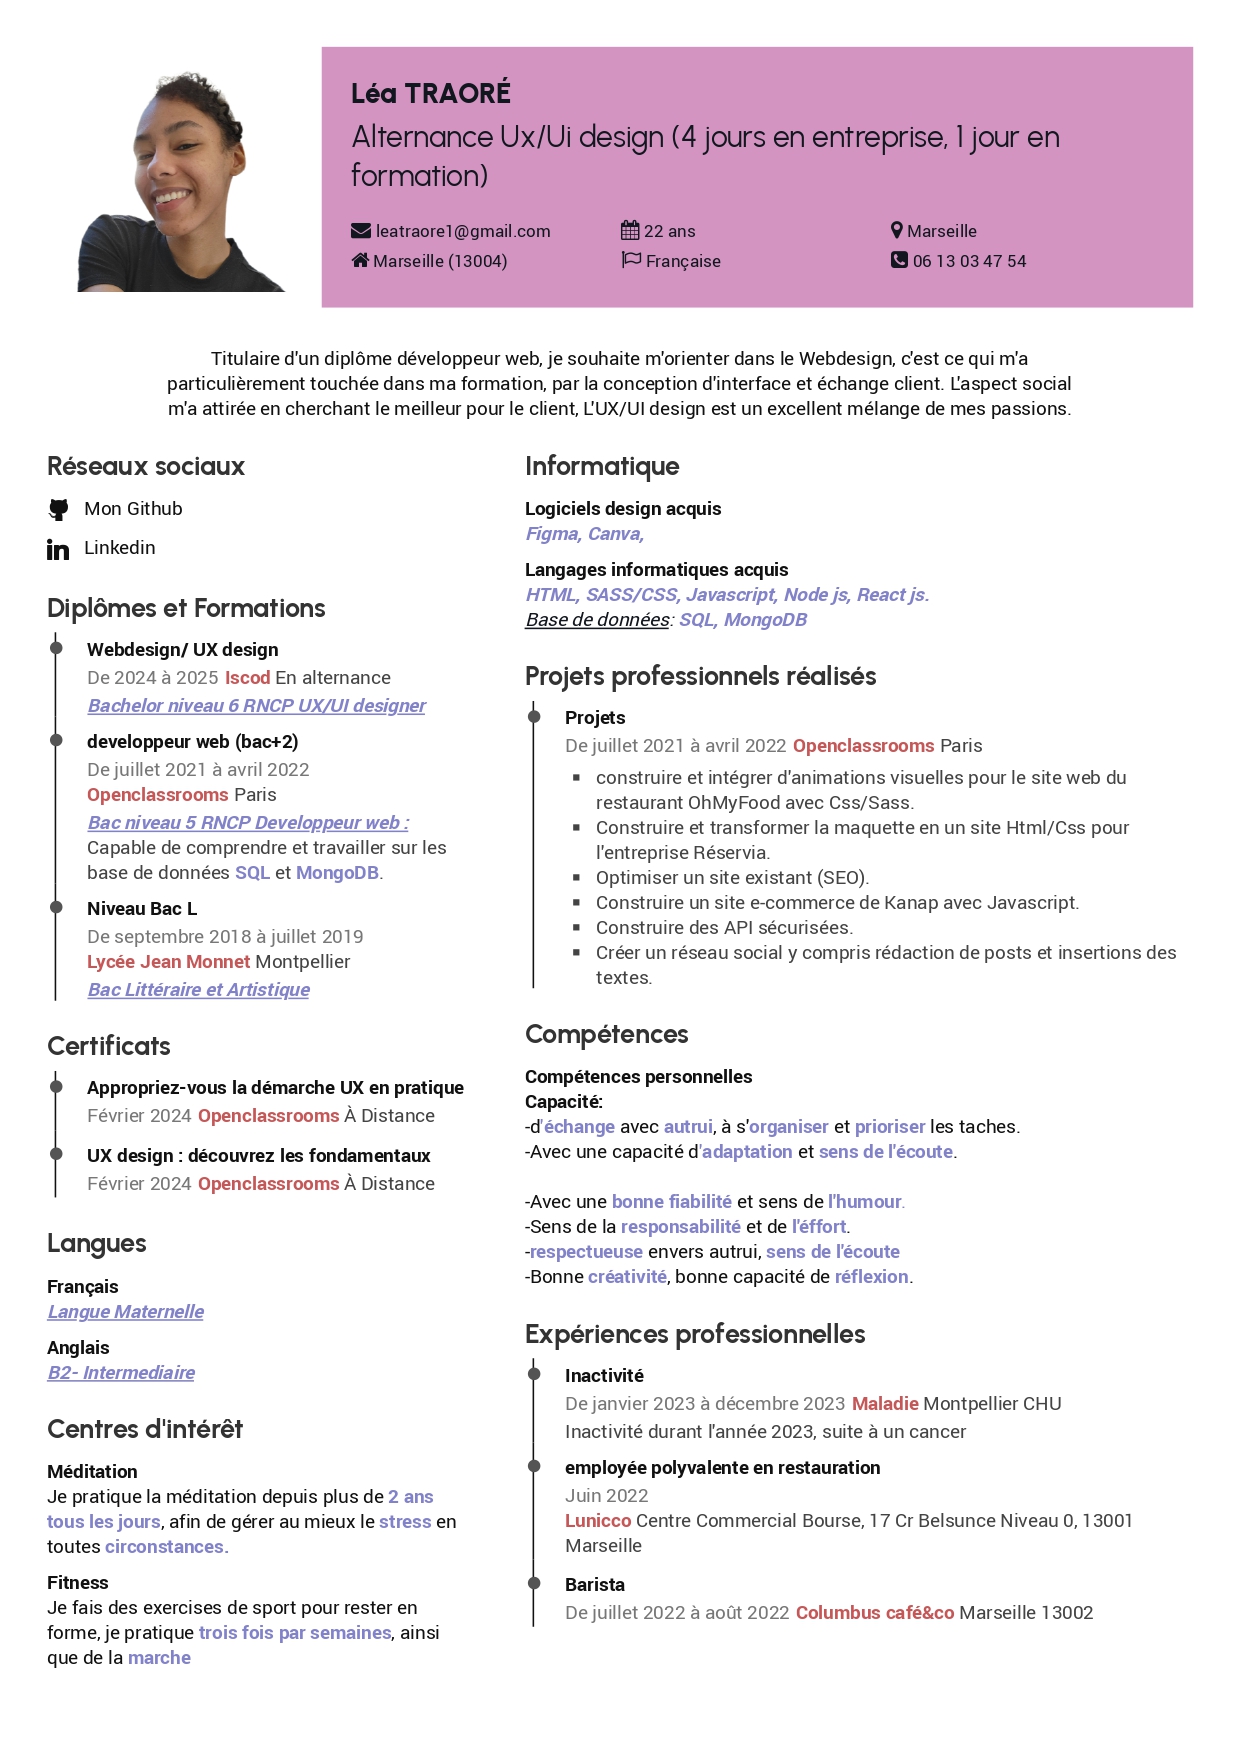 Léa TRAORÉ
Alternance Ux/Ui design (4 jours en entreprise, 1 jour en
formation)
leatraore1@gmail.com
22 ans
Marseille
Marseille (13004)
Française
06 13 03 47 54
Titulaire d'un diplôme développeur web, je souhaite m'orienter dans le Webdesign, c'est ce qui m'a
particulièrement touchée dans ma formation, par la conception d'interface et échange client. L'aspect social
m'a attirée en cherchant le meilleur pour le client, L'UX/UI design est un excellent mélange de mes passions.
Réseaux sociaux
Mon Github
Linkedin
Diplômes et Formations
Webdesign/ UX design
De 2024 à 2025 Iscod En alternance
Bachelor niveau 6 RNCP UX/UI designer
developpeur web (bac+2)
De juillet 2021 à avril 2022
Openclassrooms Paris
Bac niveau 5 RNCP Developpeur web :
Capable de comprendre et travailler sur les
base de données SQL et MongoDB.
Niveau Bac L
De septembre 2018 à juillet 2019
Lycée Jean Monnet Montpellier
Bac Littéraire et Artistique
Certificats
Appropriez-vous la démarche UX en pratique
Février 2024 Openclassrooms À Distance
UX design : découvrez les fondamentaux
Février 2024 Openclassrooms À Distance
Langues
Français
Langue Maternelle
Anglais
B2- Intermediaire
Centres d'intérêt
Méditation
Je pratique la méditation depuis plus de 2 ans
tous les jours, afin de gérer au mieux le stress en
toutes circonstances.
Fitness
Je fais des exercises de sport pour rester en
forme, je pratique trois fois par semaines, ainsi
que de la marche
Informatique
Logiciels design acquis
Figma, Canva,
Langages informatiques acquis
HTML, SASS/CSS, Javascript, Node js, React js.
Base de données: SQL, MongoDB
Projets professionnels réalisés
Projets
De juillet 2021 à avril 2022 Openclassrooms Paris
▪ construire et intégrer d'animations visuelles pour le site web du
restaurant OhMyFood avec Css/Sass.
▪ Construire et transformer la maquette en un site Html/Css pour
l'entreprise Réservia.
▪ Optimiser un site existant (SEO).
▪ Construire un site e-commerce de Kanap avec Javascript.
▪ Construire des API sécurisées.
▪ Créer un réseau social y compris rédaction de posts et insertions des
textes.
Compétences
Compétences personnelles
Capacité:
-d'échange avec autrui, à s'organiser et prioriser les taches.
-Avec une capacité d'adaptation et sens de l'écoute.
-Avec une bonne fiabilité et sens de l'humour.
-Sens de la responsabilité et de l'éffort.
-respectueuse envers autrui, sens de l'écoute
-Bonne créativité, bonne capacité de réflexion.
Expériences professionnelles
Inactivité
De janvier 2023 à décembre 2023 Maladie Montpellier CHU
Inactivité durant l'année 2023, suite à un cancer
employée polyvalente en restauration
Juin 2022
Lunicco Centre Commercial Bourse, 17 Cr Belsunce Niveau 0, 13001
Marseille
Barista
De juillet 2022 à août 2022 Columbus café&co Marseille 13002